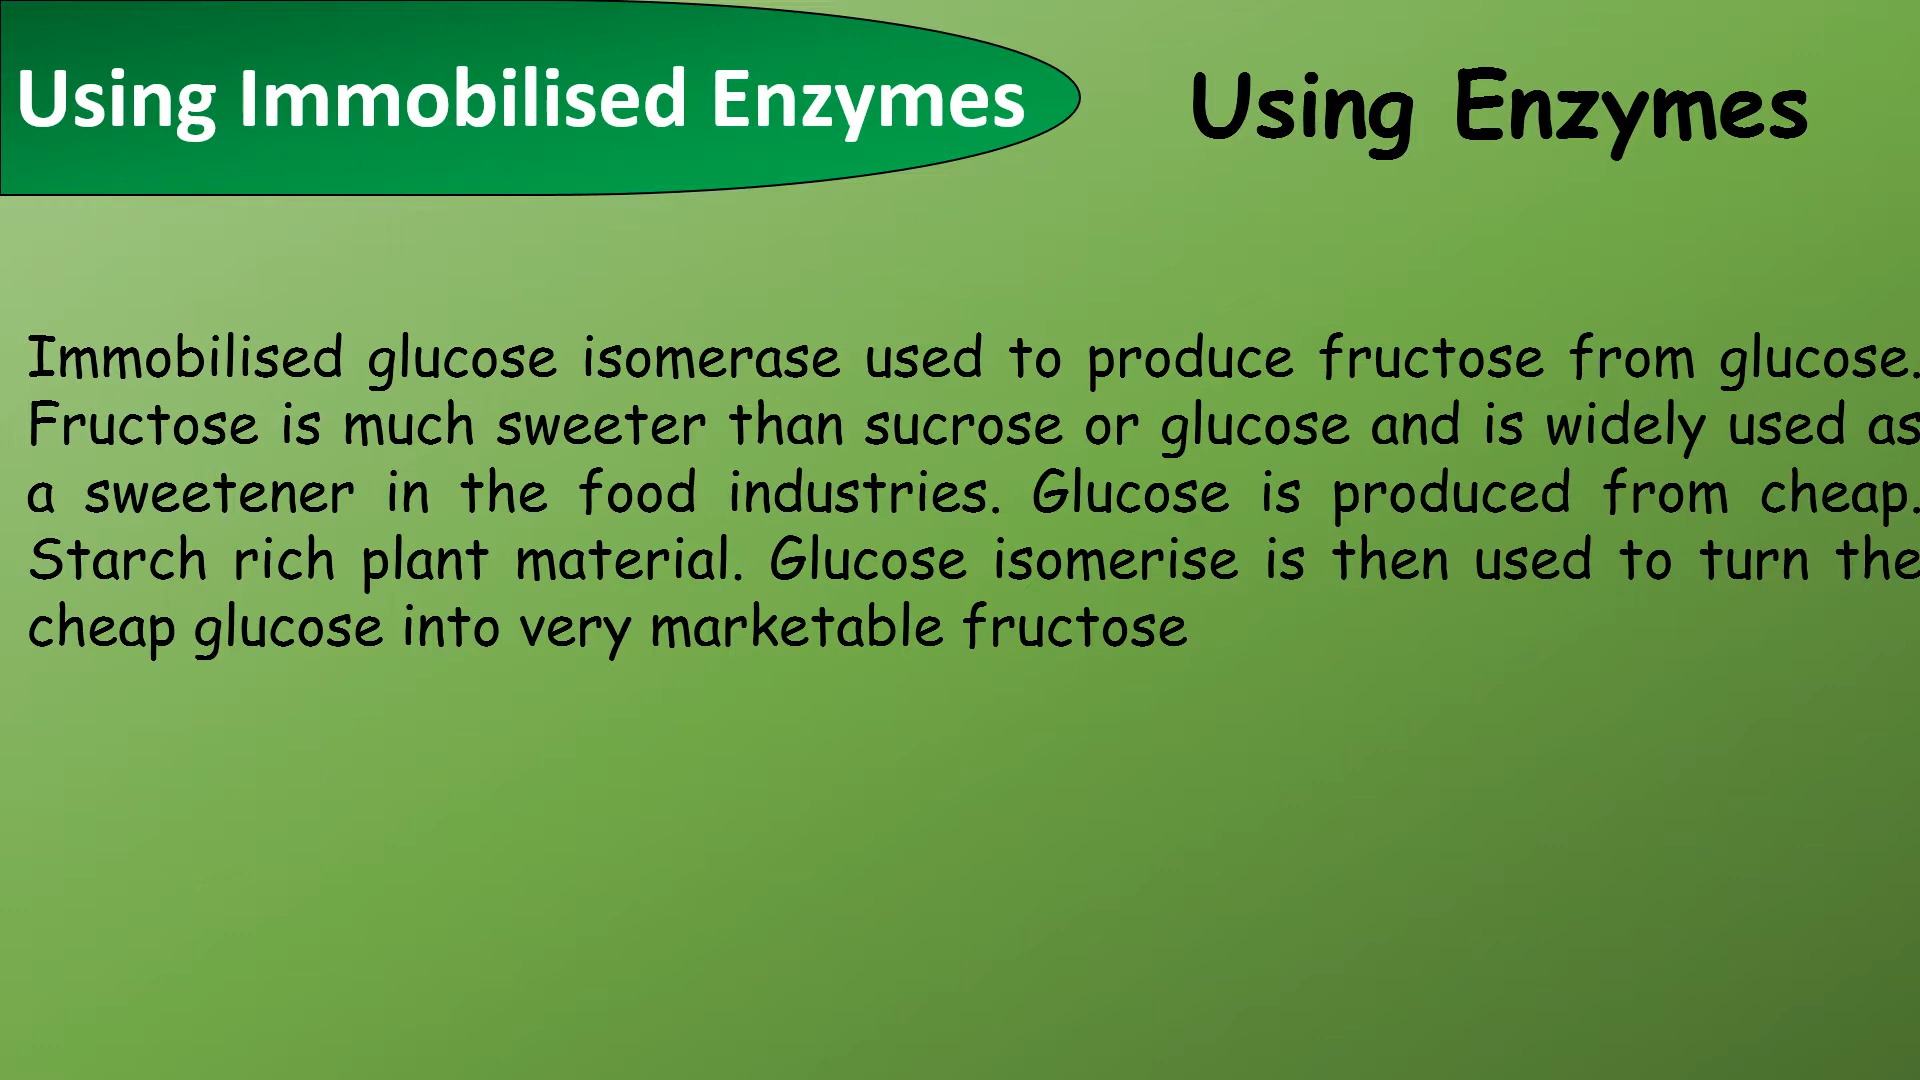 Using Immobilised Enzymes
Using Enzymes
Immobilised glucose isomerase used to produce fructose from glucose.
Fructose is much sweeter than sucrose or glucose and is widely used as
a sweetener in the food industries. Glucose is produced from cheap.
Starch rich plant material. Glucose isomerise is then used to turn the
cheap glucose into very marketable fructose